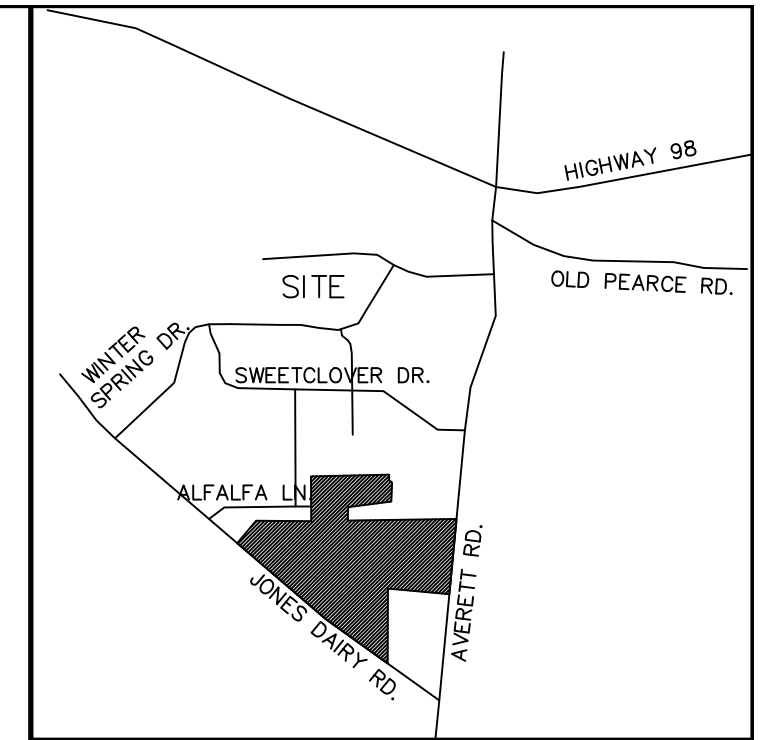 HIGHWAY 98
OLD PEARCE RD.
SITE
WINTER
SPRING DR.
SWEETCLOVER DR.
ALFALFA LN.
AVERETT RD.
JONES DAIRY RD.